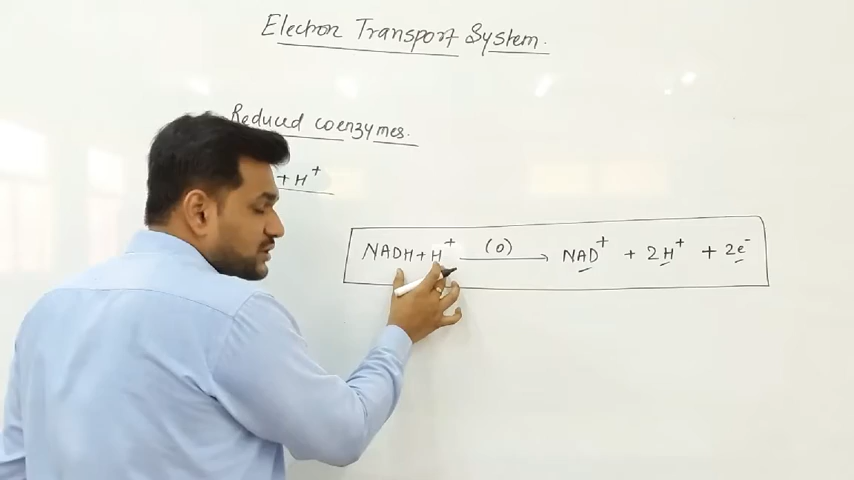 Electron Transport System.
Reduced coenzymes.
+ H⁺
NADH + H⁺ (O) → NAD⁺ + 2H⁺ + 2e⁻